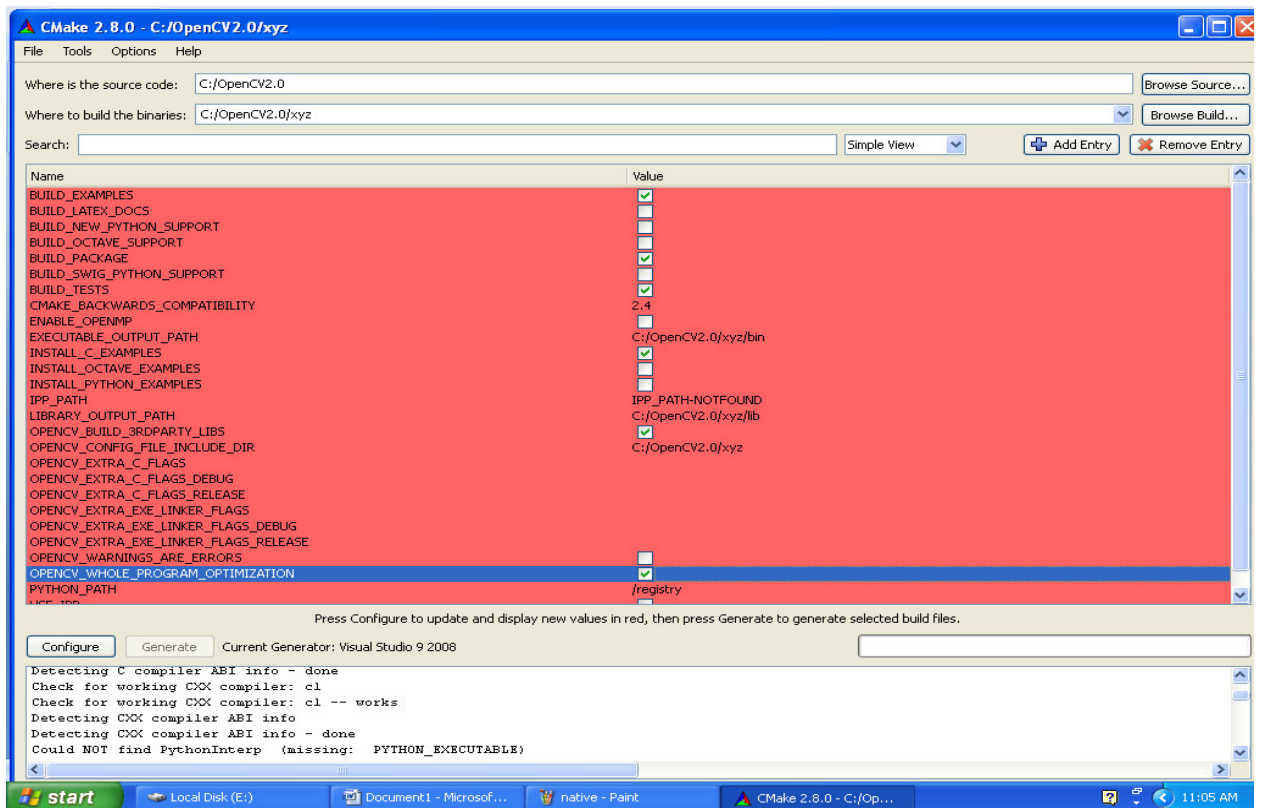 CMake 2.8.0 - C:/OpenCV2.0/xyz
File Tools Options Help
Where is the source code: C:/OpenCV2.0 Browse Source...
Where to build the binaries: C:/OpenCV2.0/xyz Browse Build...
Search: Simple View Add Entry Remove Entry
Name Value
BUILD_EXAMPLES
BUILD_LATEX_DOCS
BUILD_NEW_PYTHON_SUPPORT
BUILD_OCTAVE_SUPPORT
BUILD_PACKAGE
BUILD_SWIG_PYTHON_SUPPORT
BUILD_TESTS
CMAKE_BACKWARDS_COMPATIBILITY 2.4
ENABLE_OPENMP
EXECUTABLE_OUTPUT_PATH C:/OpenCV2.0/xyz/bin
INSTALL_C_EXAMPLES
INSTALL_OCTAVE_EXAMPLES
INSTALL_PYTHON_EXAMPLES
IPP_PATH IPP_PATH-NOTFOUND
LIBRARY_OUTPUT_PATH C:/OpenCV2.0/xyz/lib
OPENCV_BUILD_3RDPARTY_LIBS
OPENCV_CONFIG_FILE_INCLUDE_DIR C:/OpenCV2.0/xyz
OPENCV_EXTRA_C_FLAGS
OPENCV_EXTRA_C_FLAGS_DEBUG
OPENCV_EXTRA_C_FLAGS_RELEASE
OPENCV_EXTRA_EXE_LINKER_FLAGS
OPENCV_EXTRA_EXE_LINKER_FLAGS_DEBUG
OPENCV_EXTRA_EXE_LINKER_FLAGS_RELEASE
OPENCV_WARNINGS_ARE_ERRORS
OPENCV_WHOLE_PROGRAM_OPTIMIZATION
PYTHON_PATH /registry
Press Configure to update and display new values in red, then press Generate to generate selected build files.
Configure Generate Current Generator: Visual Studio 9 2008
Detecting C compiler ABI info - done
Check for working CXX compiler: cl
Check for working CXX compiler: cl -- works
Detecting CXX compiler ABI info
Detecting CXX compiler ABI info - done
Could NOT find PythonInterp (missing: PYTHON_EXECUTABLE)
start Local Disk (E:) Document1 - Microsof... native - Paint CMake 2.8.0 - C:/Op... 11:05 AM